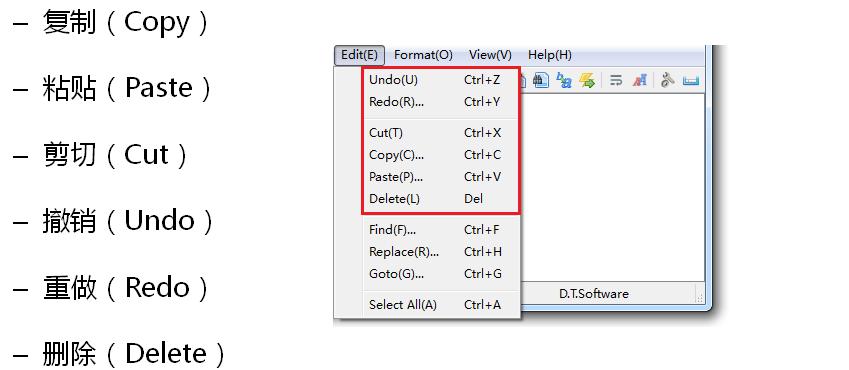 – 复制（Copy）
– 粘贴（Paste）
– 剪切（Cut）
– 撤销（Undo）
– 重做（Redo）
– 删除（Delete）
Edit(E) Format(O) View(V) Help(H)
Undo(U) Ctrl+Z
Redo(R)... Ctrl+Y
Cut(T) Ctrl+X
Copy(C)... Ctrl+C
Paste(P)... Ctrl+V
Delete(L) Del
Find(F)... Ctrl+F
Replace(R)... Ctrl+H
Goto(G)... Ctrl+G
Select All(A) Ctrl+A
D.T.Software